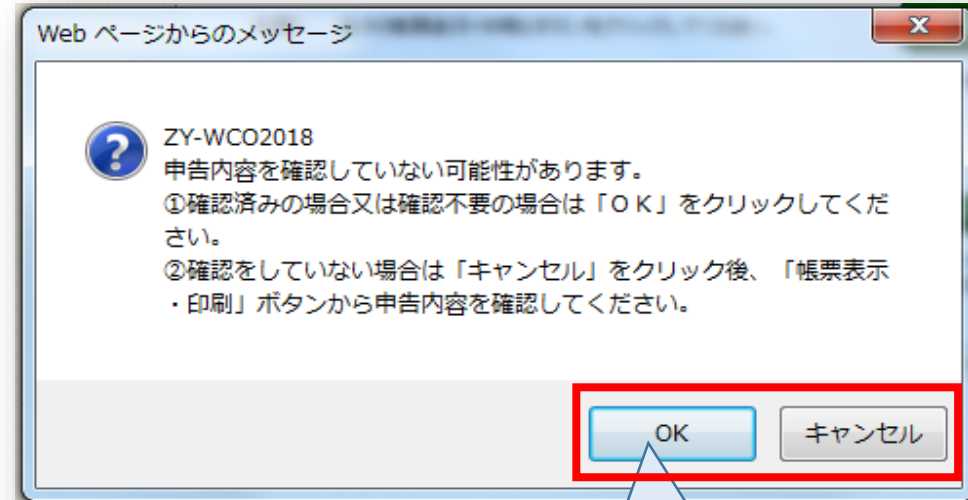 Web ページからのメッセージ
ZY-WCO2018
申告内容を確認していない可能性があります。
①確認済みの場合又は確認不要の場合は「ＯＫ」をクリックしてくだ
さい。
②確認をしていない場合は「キャンセル」をクリック後、「帳票表示
・印刷」ボタンから申告内容を確認してください。
OK
キャンセル